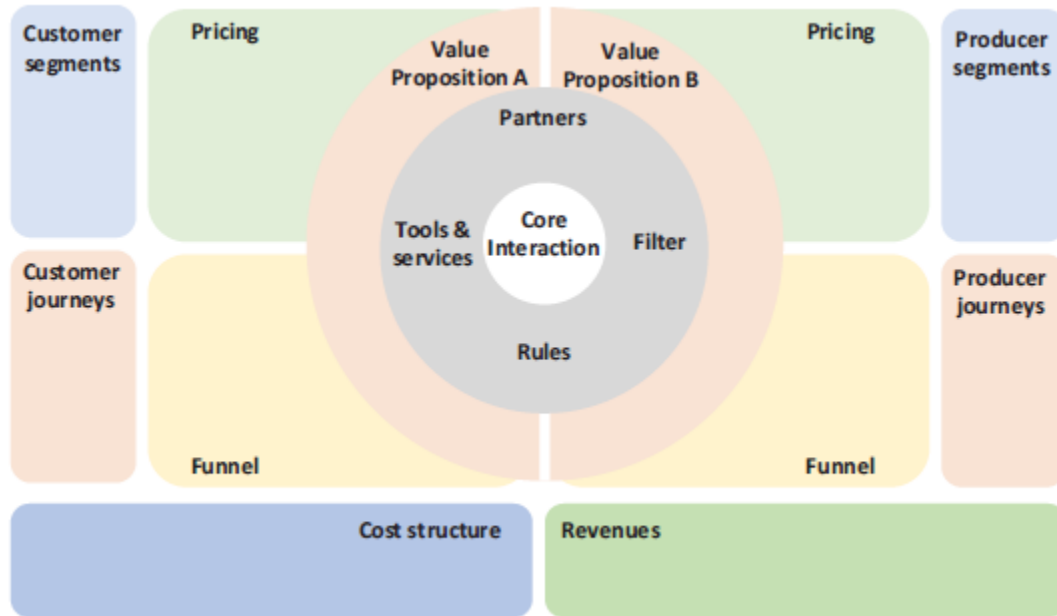 Customer
segments
Pricing
Value
Proposition A
Value
Proposition B
Pricing
Producer
segments
Partners
Tools &
services
Core
Interaction
Filter
Rules
Customer
journeys
Funnel
Funnel
Producer
journeys
Cost structure
Revenues